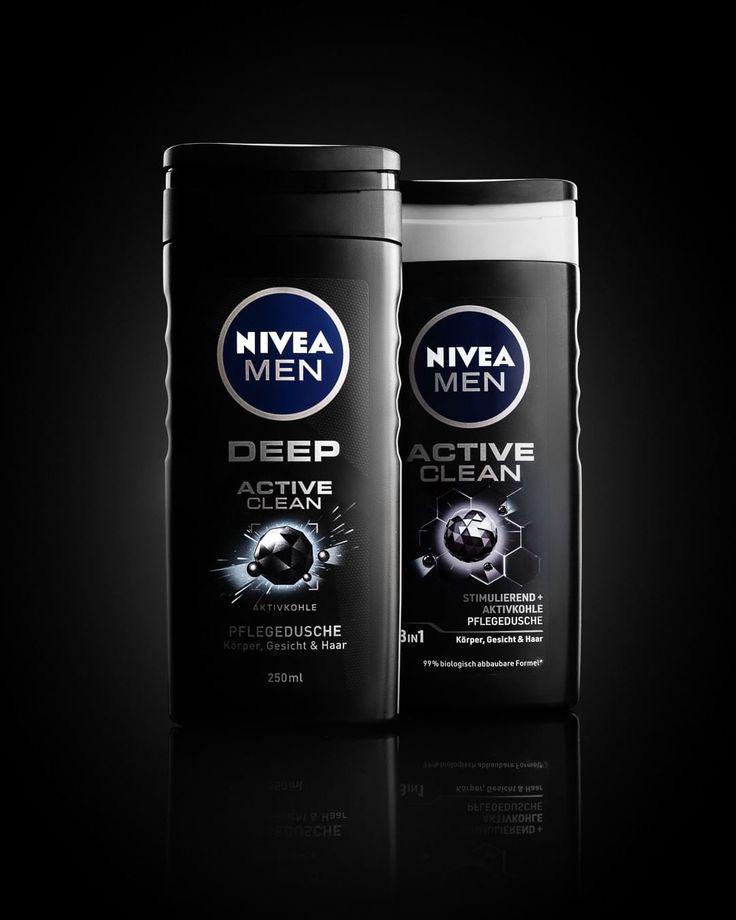 NIVEA
MEN
DEEP
ACTIVE
CLEAN
AKTIVKOHLE
PFLEGEDUSCHE
Körper, Gesicht & Haar
250ml
NIVEA
MEN
ACTIVE
CLEAN
STIMULIEREND +
AKTIVKOHLE
PFLEGEDUSCHE
3IN1
Körper, Gesicht & Haar
99% biologisch abbaubare Formel*